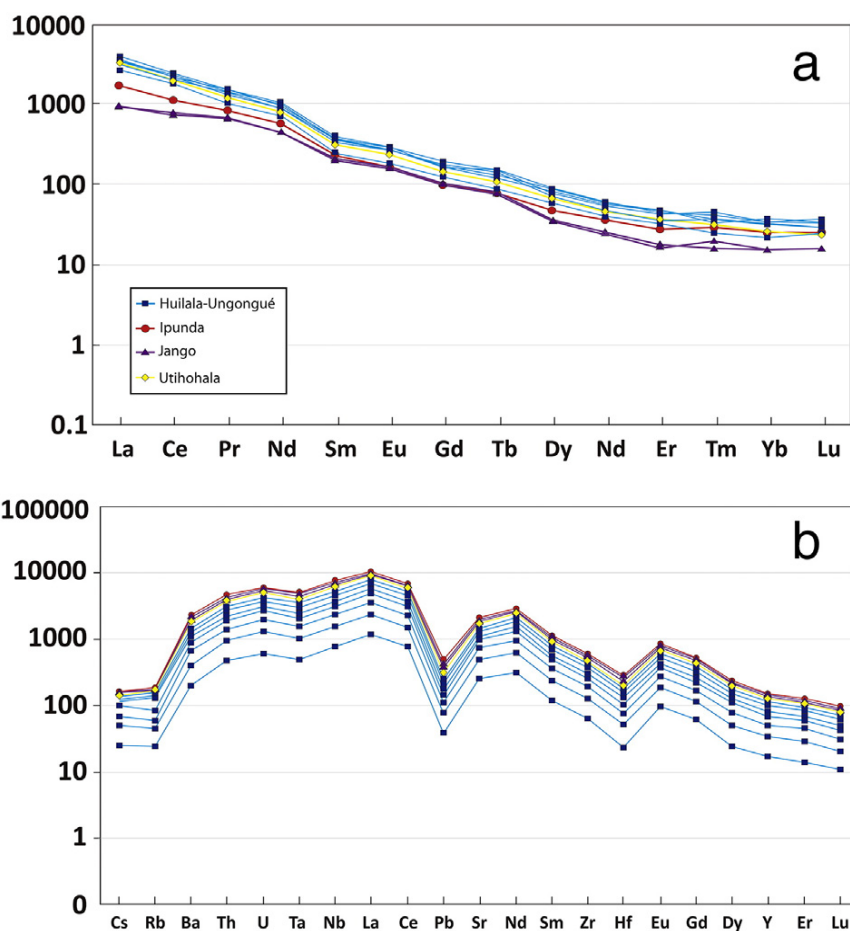 10000
a
1000
100
10
1
0.1
Huilala-Ungongué
Ipunda
Jango
Utihohala
La Ce Pr Nd Sm Eu Gd Tb Dy Nd Er Tm Yb Lu
100000
b
10000
1000
100
10
1
0
Cs Rb Ba Th U Ta Nb La Ce Pb Sr Nd Sm Zr Hf Eu Gd Dy Y Er Lu